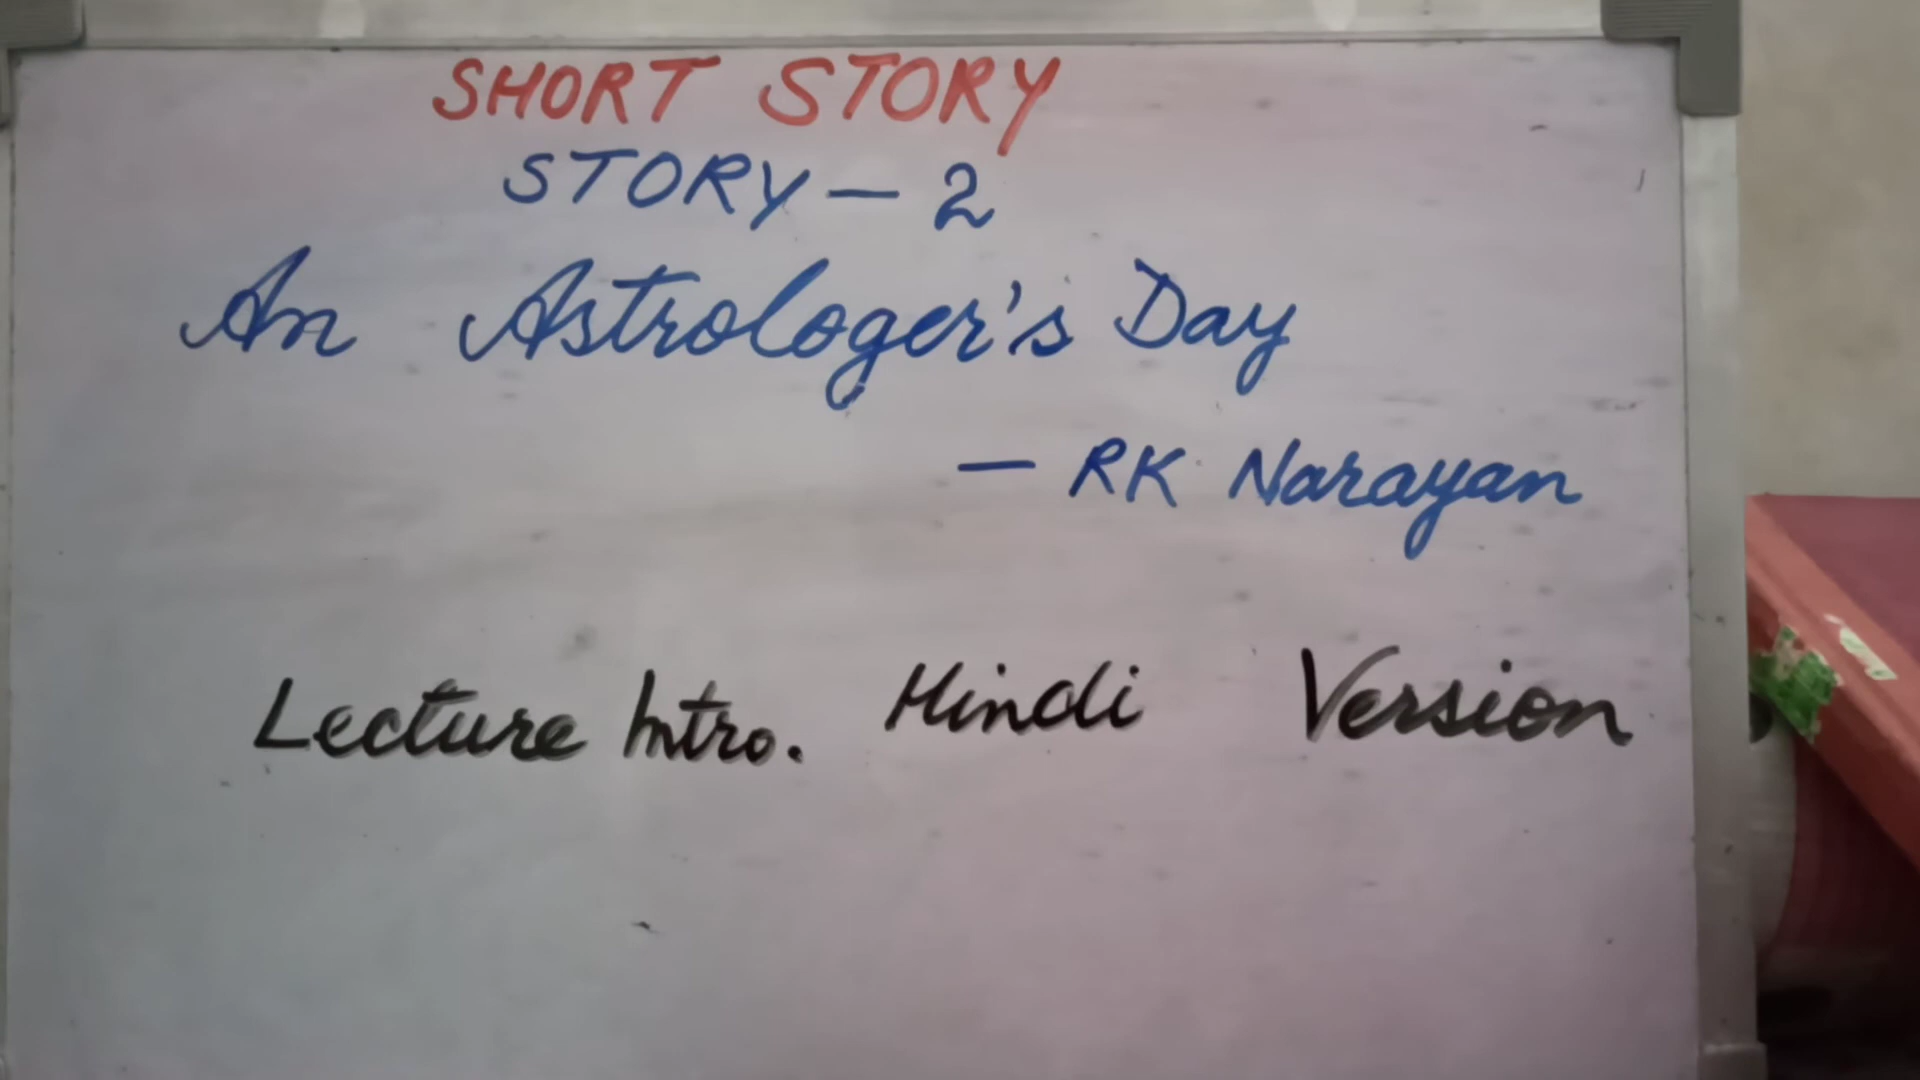 SHORT STORY
STORY - 2
An Astrologer's Day
- RK Narayan
Lecture Intro. Hindi Version